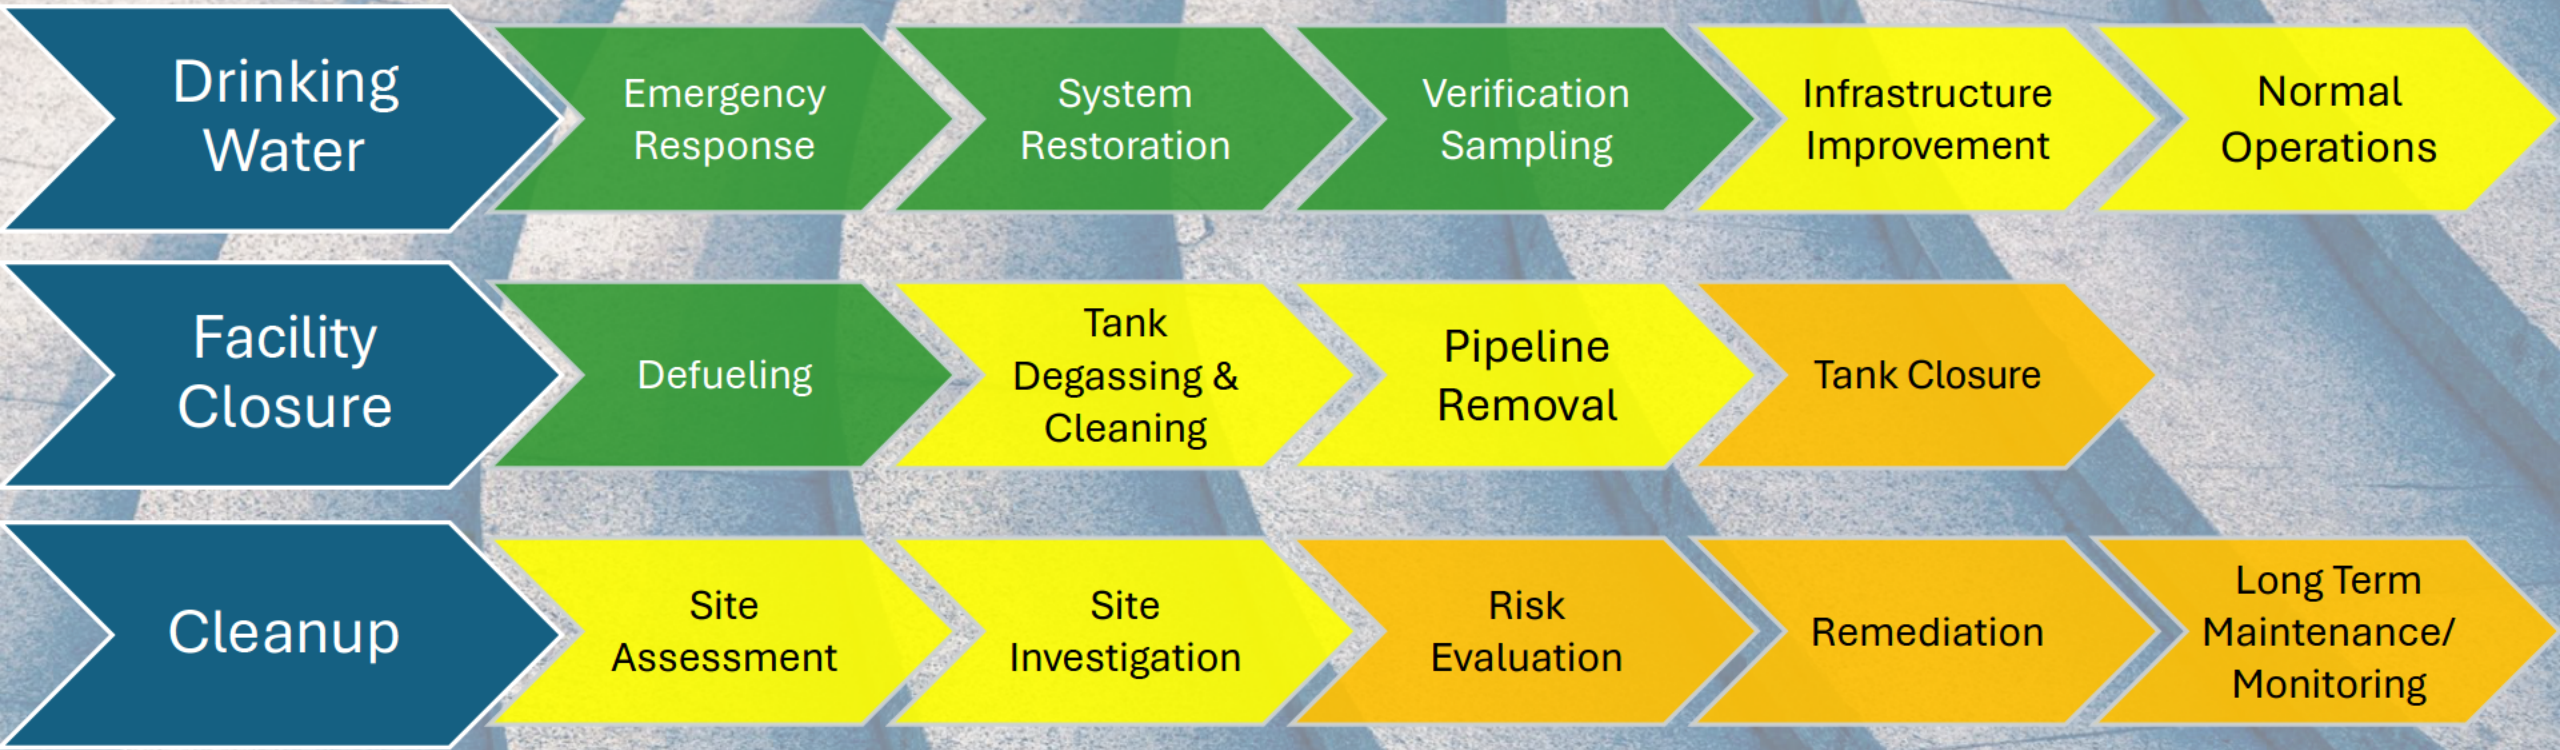 Drinking
Water
Emergency
Response
System
Restoration
Verification
Sampling
Infrastructure
Improvement
Normal
Operations
Facility
Closure
Defueling
Tank
Degassing &
Cleaning
Pipeline
Removal
Tank Closure
Cleanup
Site
Assessment
Site
Investigation
Risk
Evaluation
Remediation
Long Term
Maintenance/
Monitoring